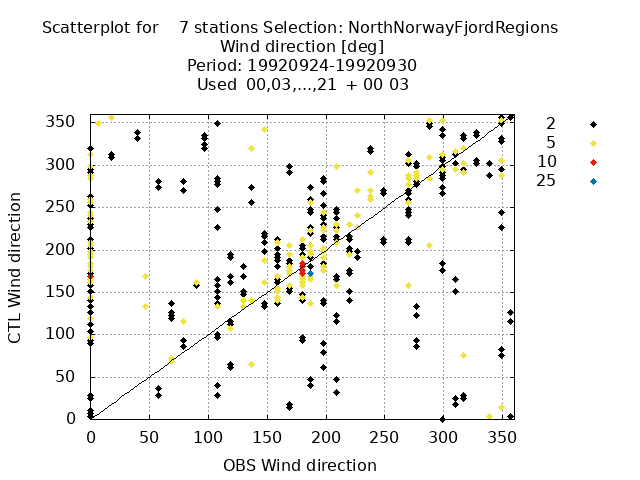 Scatterplot for 7 stations Selection: NorthNorwayFjordRegions
Wind direction [deg]
Period: 19920924-19920930
Used 00,03,...,21 + 00 03
2
5
10
25
CTL Wind direction
350
300
250
200
150
100
50
0
0 50 100 150 200 250 300 350
OBS Wind direction